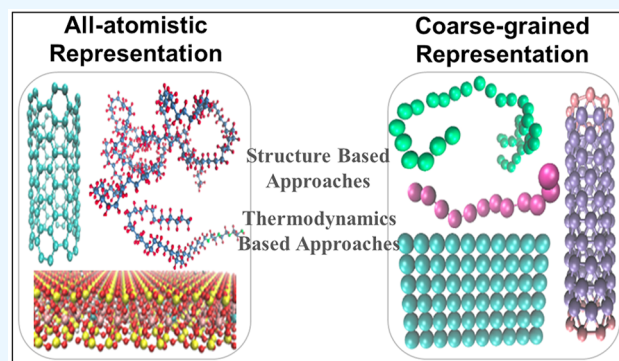 All-atomistic
Representation
Coarse-grained
Representation
Structure Based
Approaches
Thermodynamics
Based Approaches